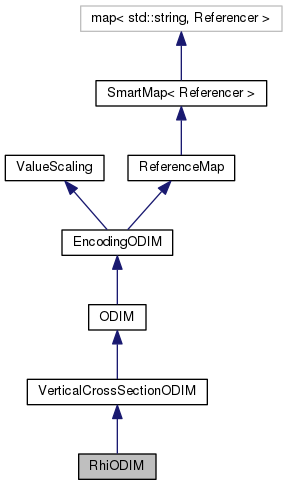 map< std::string, Referencer >
SmartMap< Referencer >
ValueScaling
ReferenceMap
EncodingODIM
ODIM
VerticalCrossSectionODIM
RhiODIM